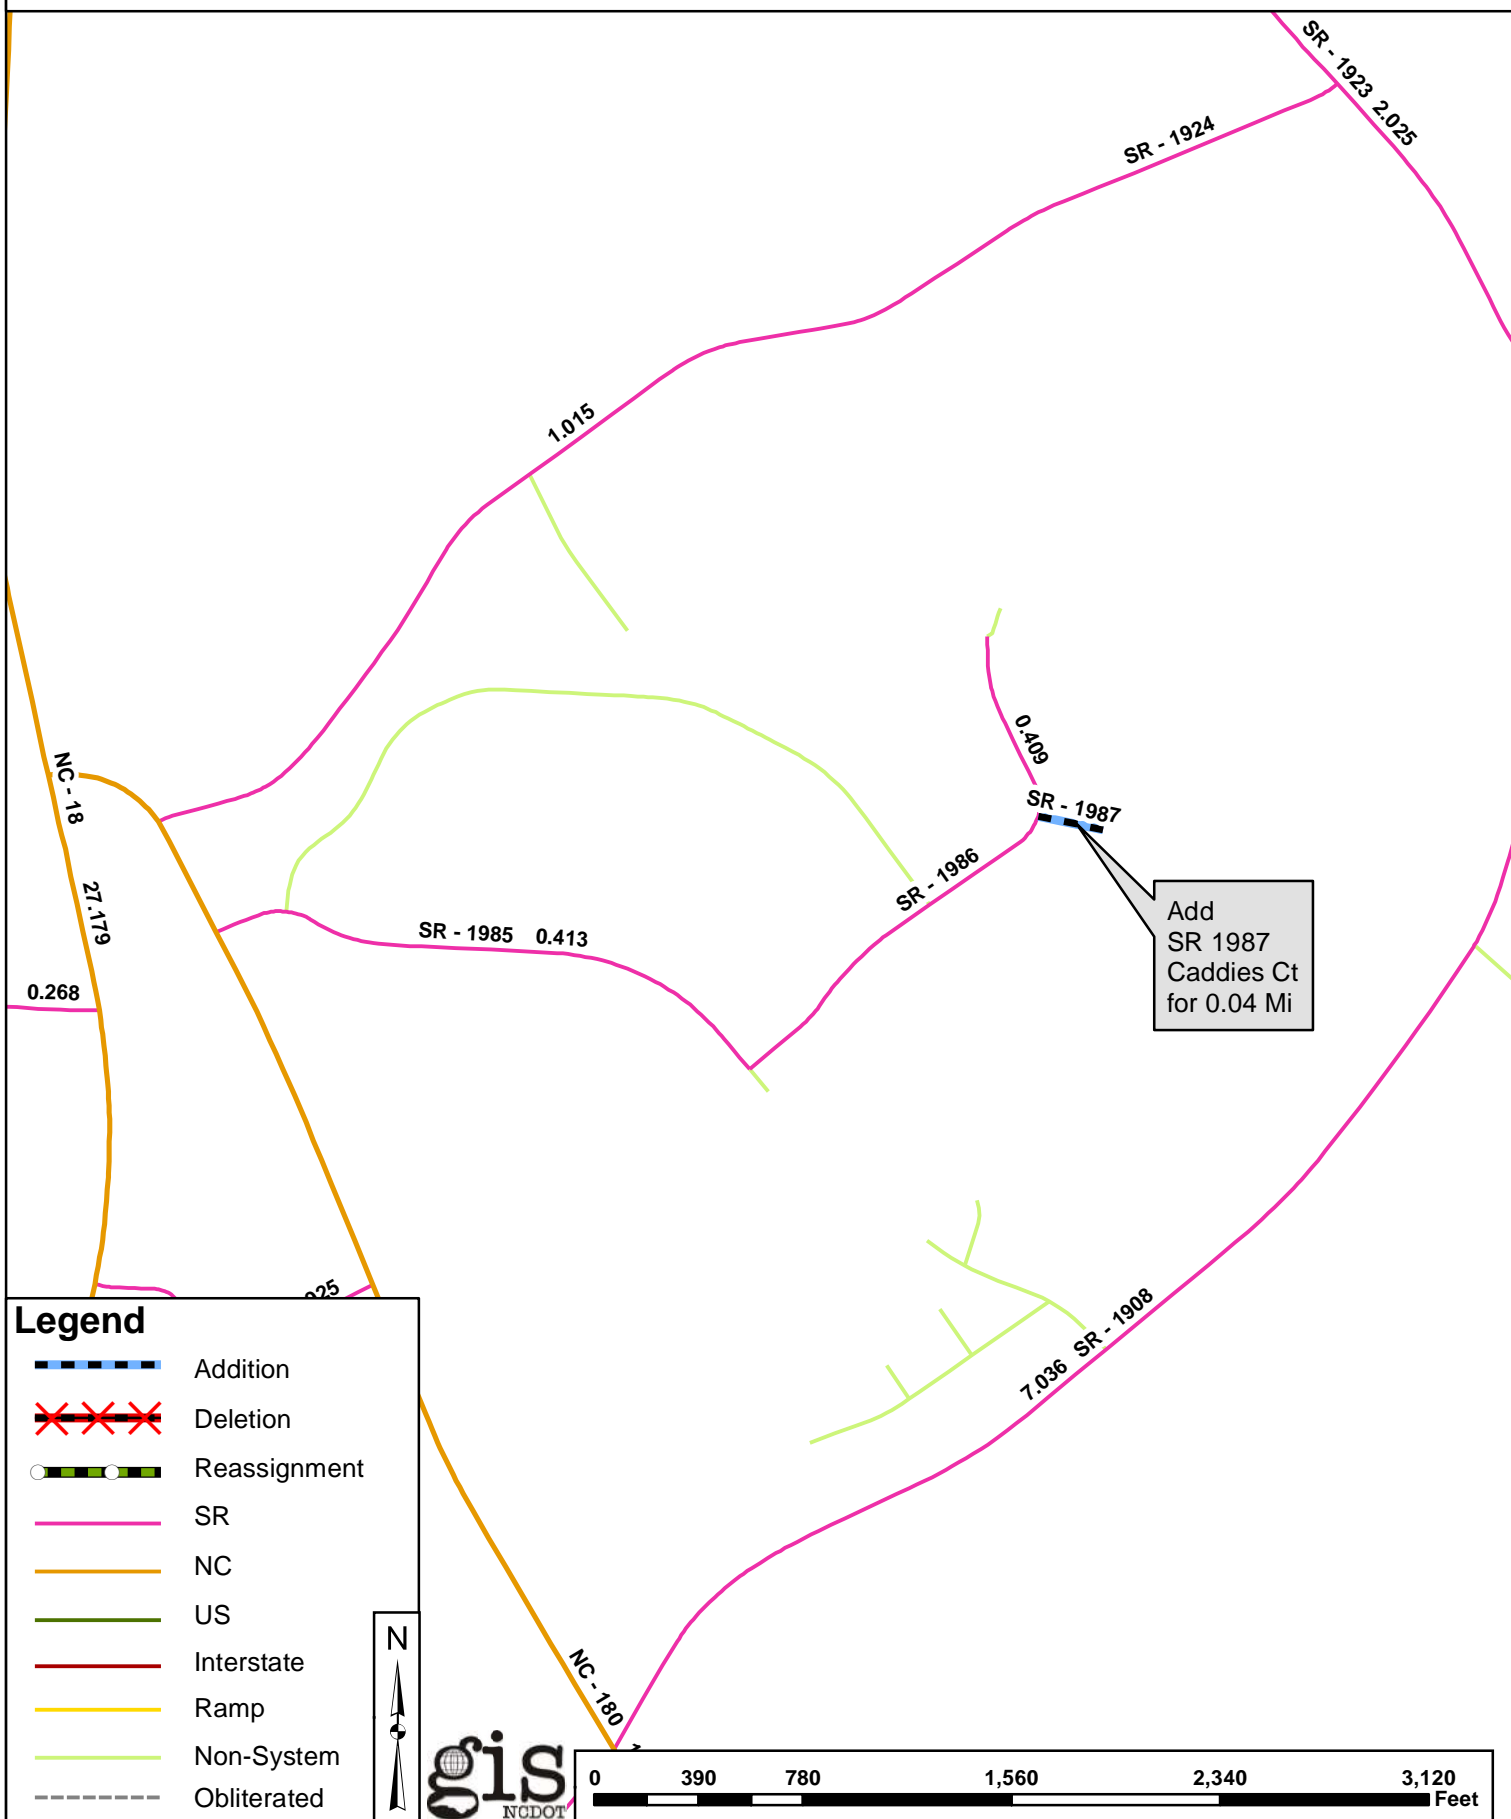 SR - 1923 2.025
SR - 1924
1.015
0.409
SR - 1987
NC - 18
SR - 1986
27.179
Add
SR 1987
Caddies Ct
for 0.04 Mi
SR - 1985 0.413
0.268
925
7.036 SR - 1908
NC - 180
Legend
Addition
Deletion
Reassignment
SR
NC
US
Interstate
Ramp
Non-System
Obliterated
N
gis
NCDOT
0 390 780 1,560 2,340 3,120
Feet